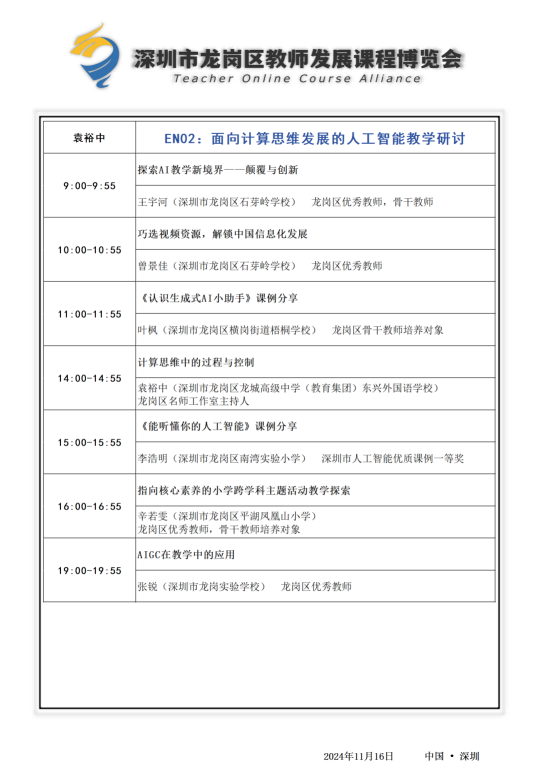 深圳市龙岗区教师发展课程博览会
Teacher Online Course Alliance
袁裕中
EN02：面向计算思维发展的人工智能教学研讨
9:00-9:55
探索AI教学新境界——颠覆与创新
王宇河（深圳市龙岗区石芽岭学校） 龙岗区优秀教师，骨干教师
10:00-10:55
巧选视频资源，解锁中国信息化发展
曾景佳（深圳市龙岗区石芽岭学校） 龙岗区优秀教师
11:00-11:55
《认识生成式AI小助手》课例分享
叶枫（深圳市龙岗区横岗街道梧桐学校） 龙岗区骨干教师培养对象
14:00-14:55
计算思维中的过程与控制
袁裕中（深圳市龙岗区龙城高级中学（教育集团）东兴外国语学校）
龙岗区名师工作室主持人
15:00-15:55
《能听懂你的人工智能》课例分享
李浩明（深圳市龙岗区南湾实验小学） 深圳市人工智能优质课例一等奖
16:00-16:55
指向核心素养的小学跨学科主题活动教学探索
辛若雯（深圳市龙岗区平湖凤凰山小学）
龙岗区优秀教师，骨干教师培养对象
19:00-19:55
AIGC在教学中的应用
张锐（深圳市龙岗实验学校） 龙岗区优秀教师
2024年11月16日 中国 • 深圳